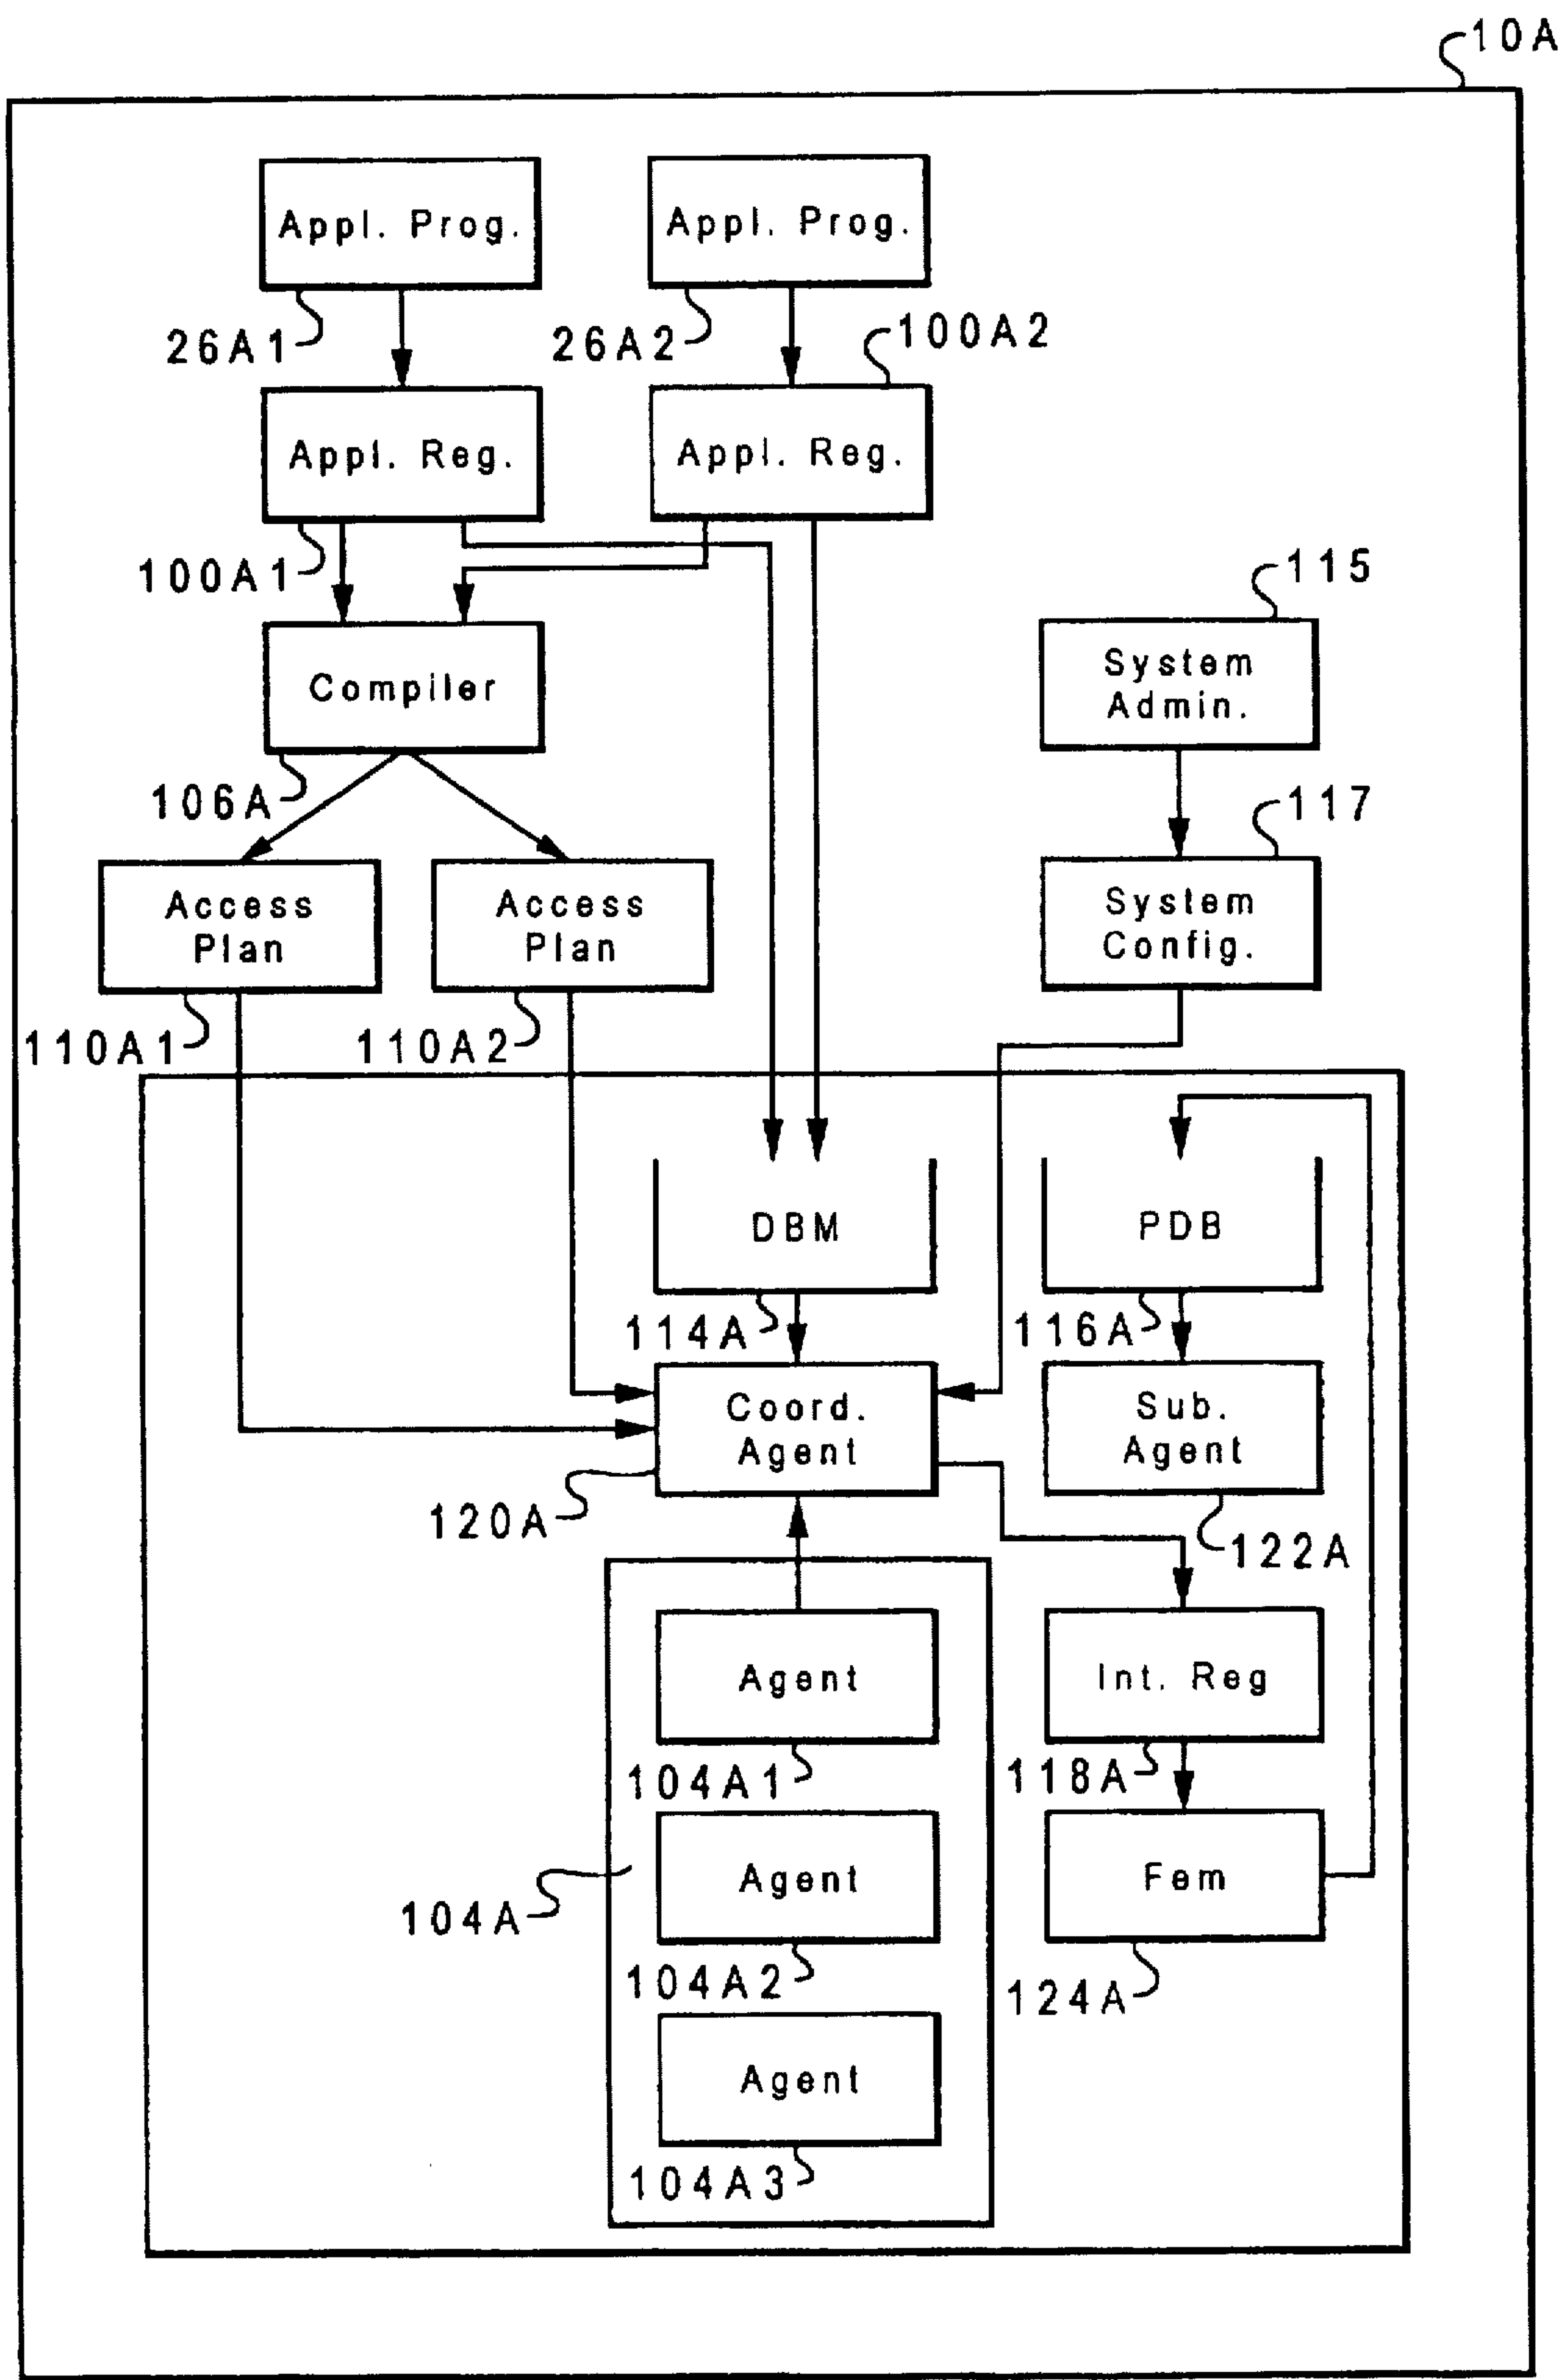 10A
Appl. Prog.
Appl. Prog.
26A1
26A2
100A2
Appl. Reg.
Appl. Reg.
100A1
115
Compiler
System
Admin.
106A
117
Access
Plan
Access
Plan
System
Config.
110A1
110A2
DBM
PDB
114A
116A
Coord.
Agent
Sub.
Agent
120A
122A
Agent
Int. Reg
104A1
118A
Agent
Fem
104A
104A2
124A
Agent
104A3